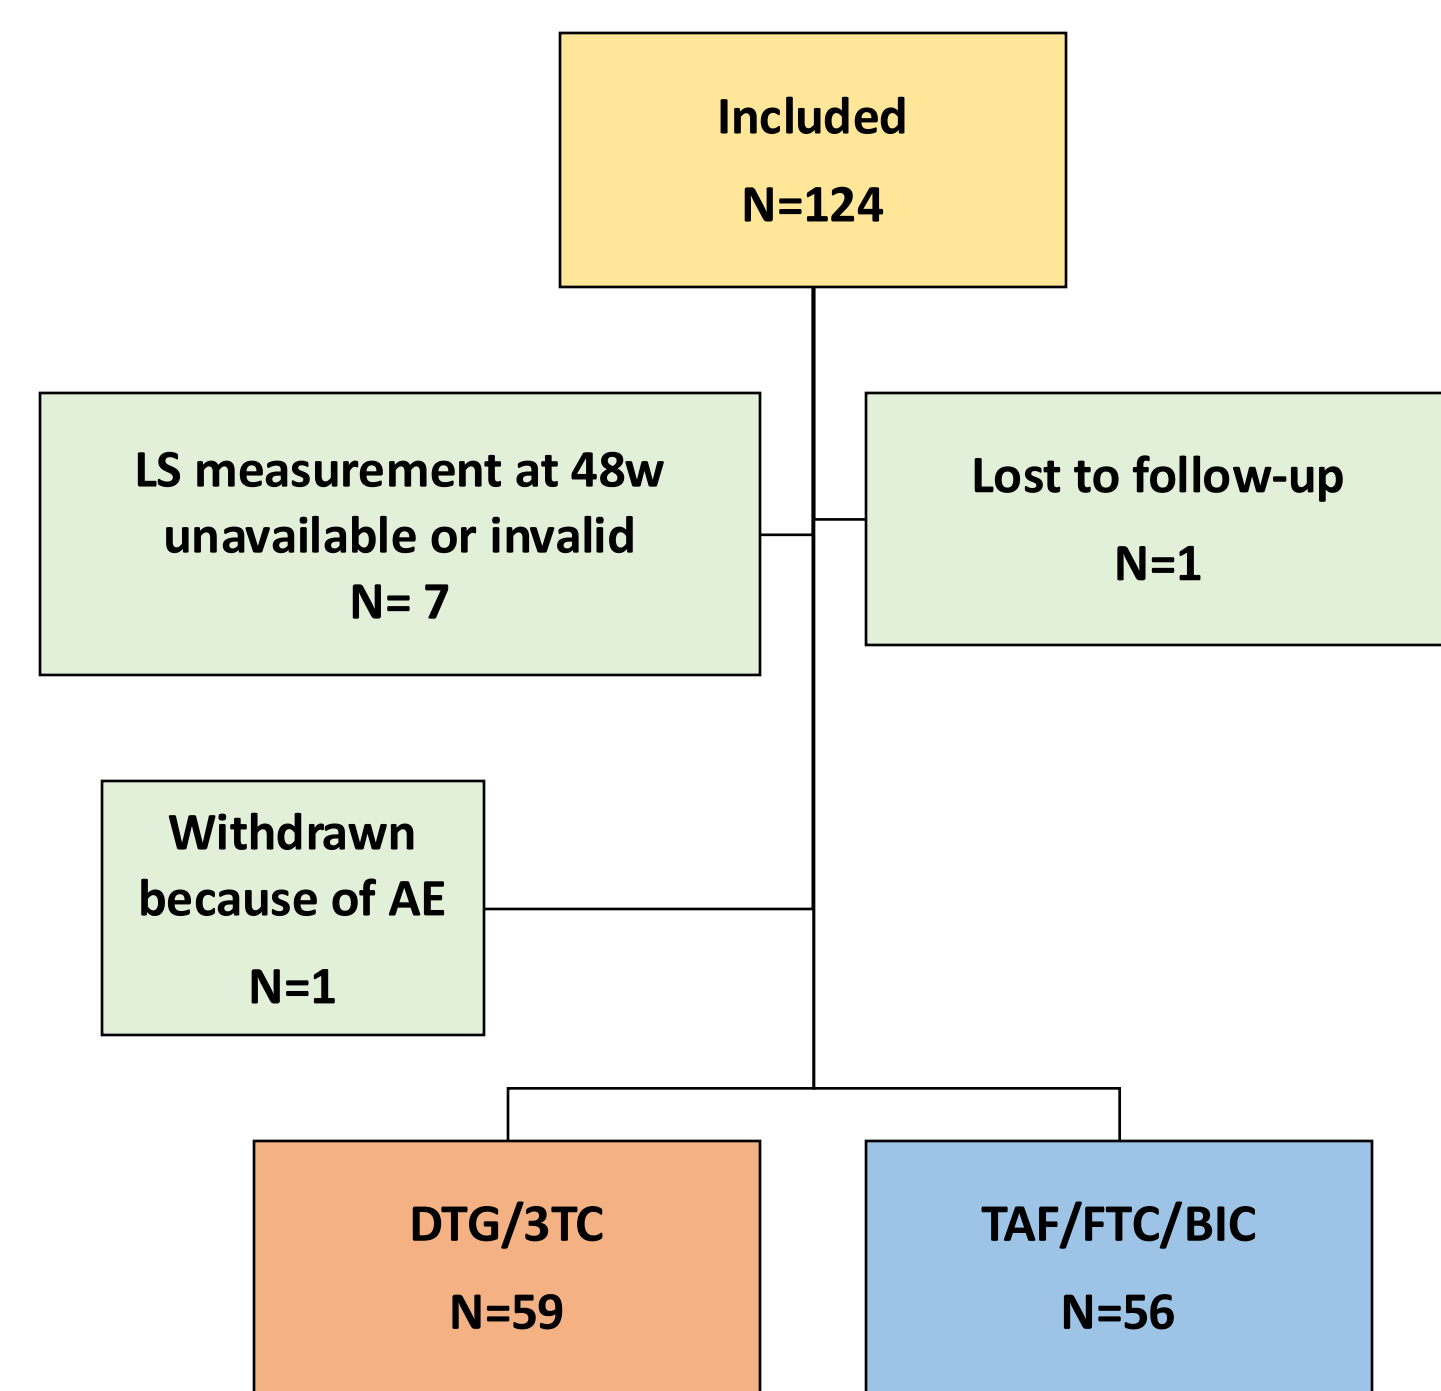 Included
N=124
LS measurement at 48w
unavailable or invalid
N= 7
Lost to follow-up
N=1
Withdrawn
because of AE
N=1
DTG/3TC
N=59
TAF/FTC/BIC
N=56